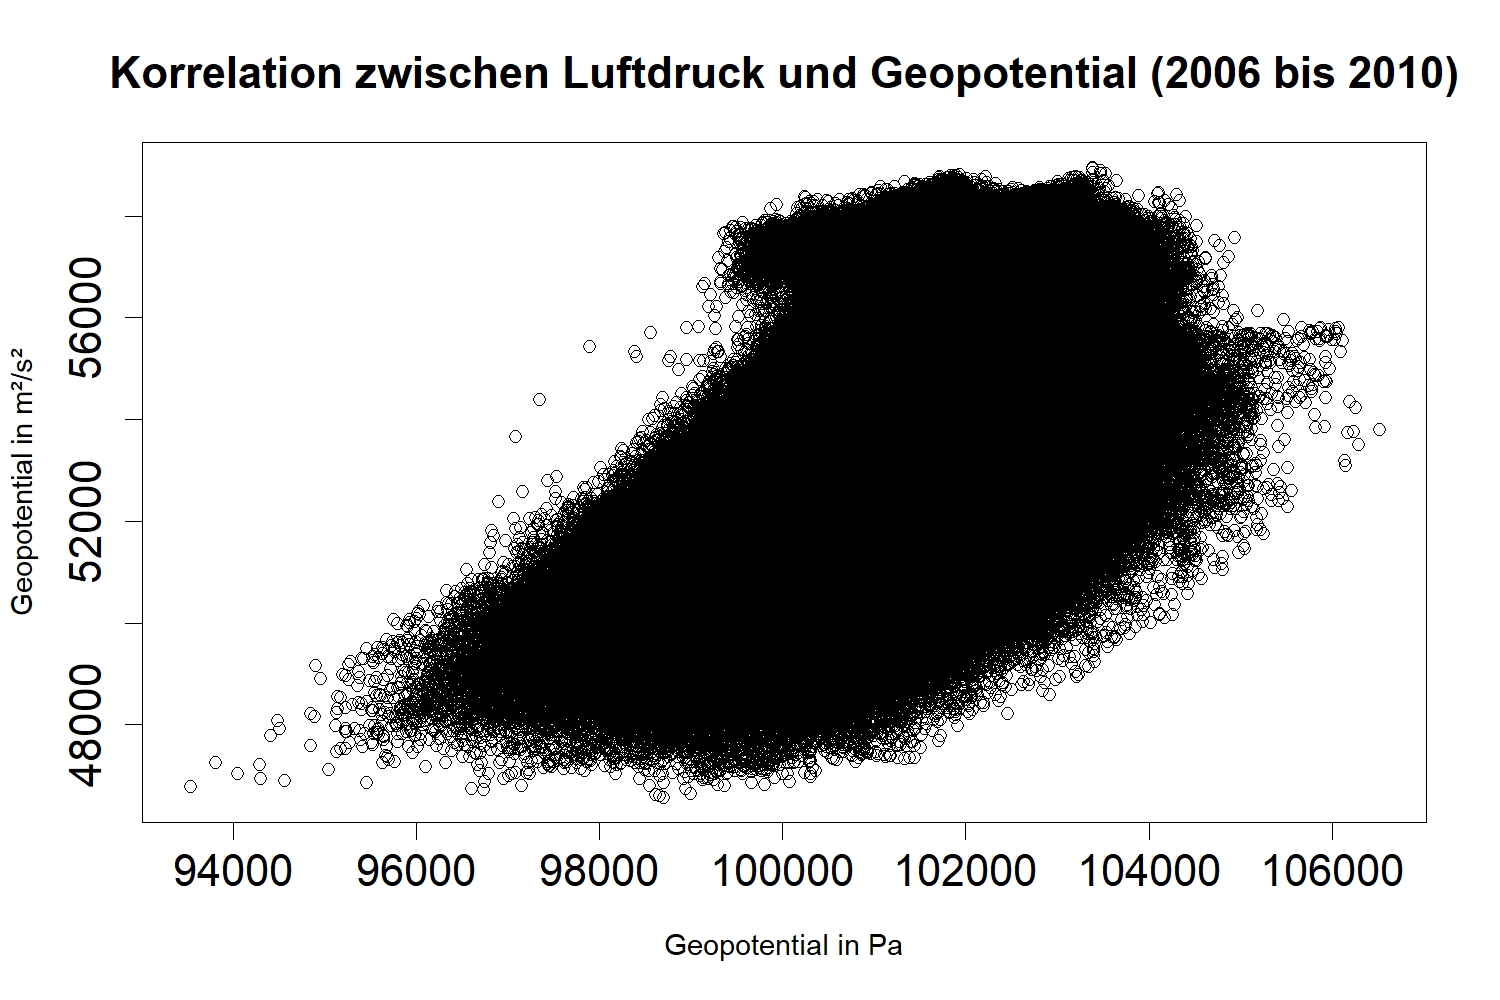 Korrelation zwischen Luftdruck und Geopotential (2006 bis 2010)
Geopotential in m²/s²
56000
52000
48000
94000 96000 98000 100000 102000 104000 106000
Geopotential in Pa